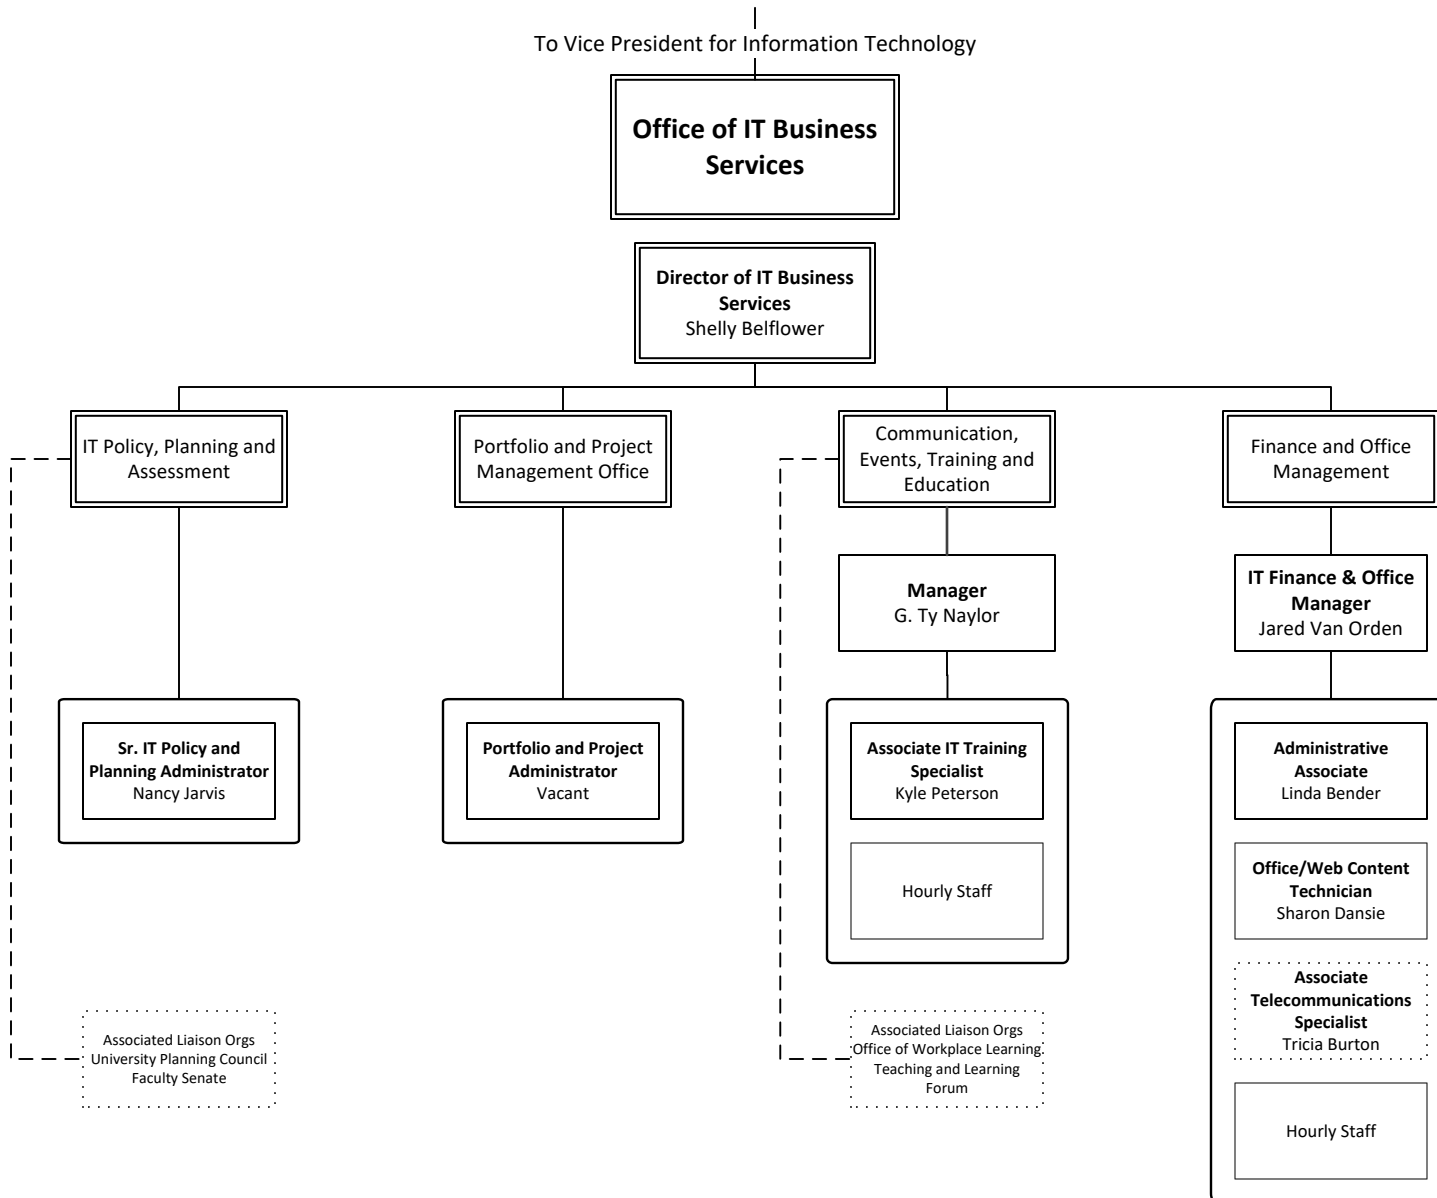 To Vice President for Information Technology
Office of IT Business
Services
Director of IT Business
Services
Shelly Belflower
IT Policy, Planning and
Assessment
Portfolio and Project
Management Office
Communication,
Events, Training and
Education
Finance and Office
Management
Manager
G. Ty Naylor
IT Finance & Office
Manager
Jared Van Orden
Sr. IT Policy and
Planning Administrator
Nancy Jarvis
Portfolio and Project
Administrator
Vacant
Associate IT Training
Specialist
Kyle Peterson
Administrative
Associate
Linda Bender
Hourly Staff
Office/Web Content
Technician
Sharon Dansie
Associate
Telecommunications
Specialist
Tricia Burton
Associated Liaison Orgs
University Planning Council
Faculty Senate
Associated Liaison Orgs
Office of Workplace Learning
Teaching and Learning
Forum
Hourly Staff